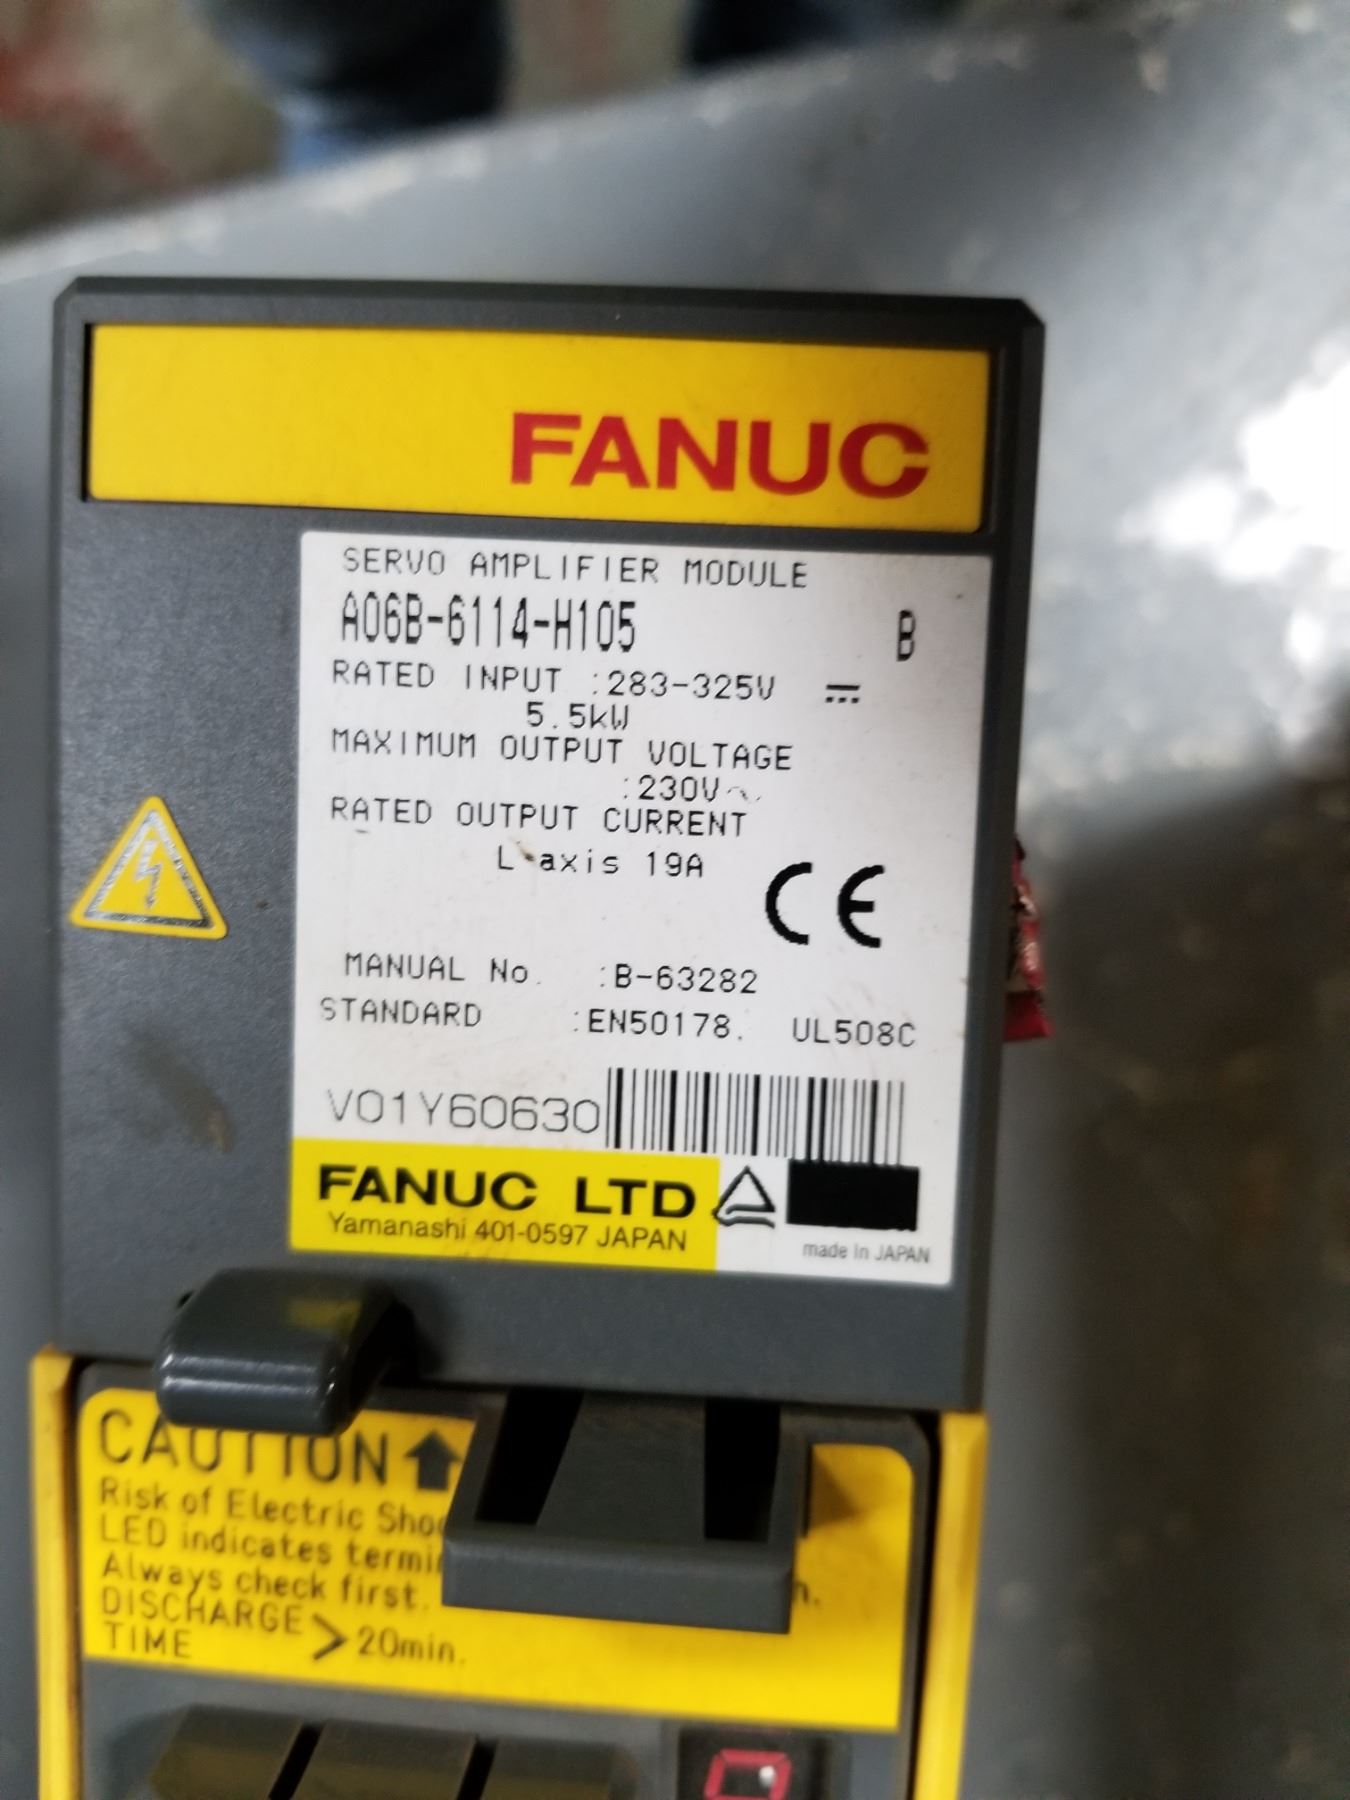 FANUC
SERVO AMPLIFIER MODULE
A06B-6114-H105 B
RATED INPUT :283-325V ⎓
5.5kW
MAXIMUM OUTPUT VOLTAGE
:230V~
RATED OUTPUT CURRENT
L-axis 19A
CE
MANUAL No. :B-63282
STANDARD :EN50178. UL508C
V01Y60630
FANUC LTD
Yamanashi 401-0597 JAPAN
made in JAPAN
CAUTION
Risk of Electric
LED indicates
Always check first.
DISCHARGE
TIME > 20min.